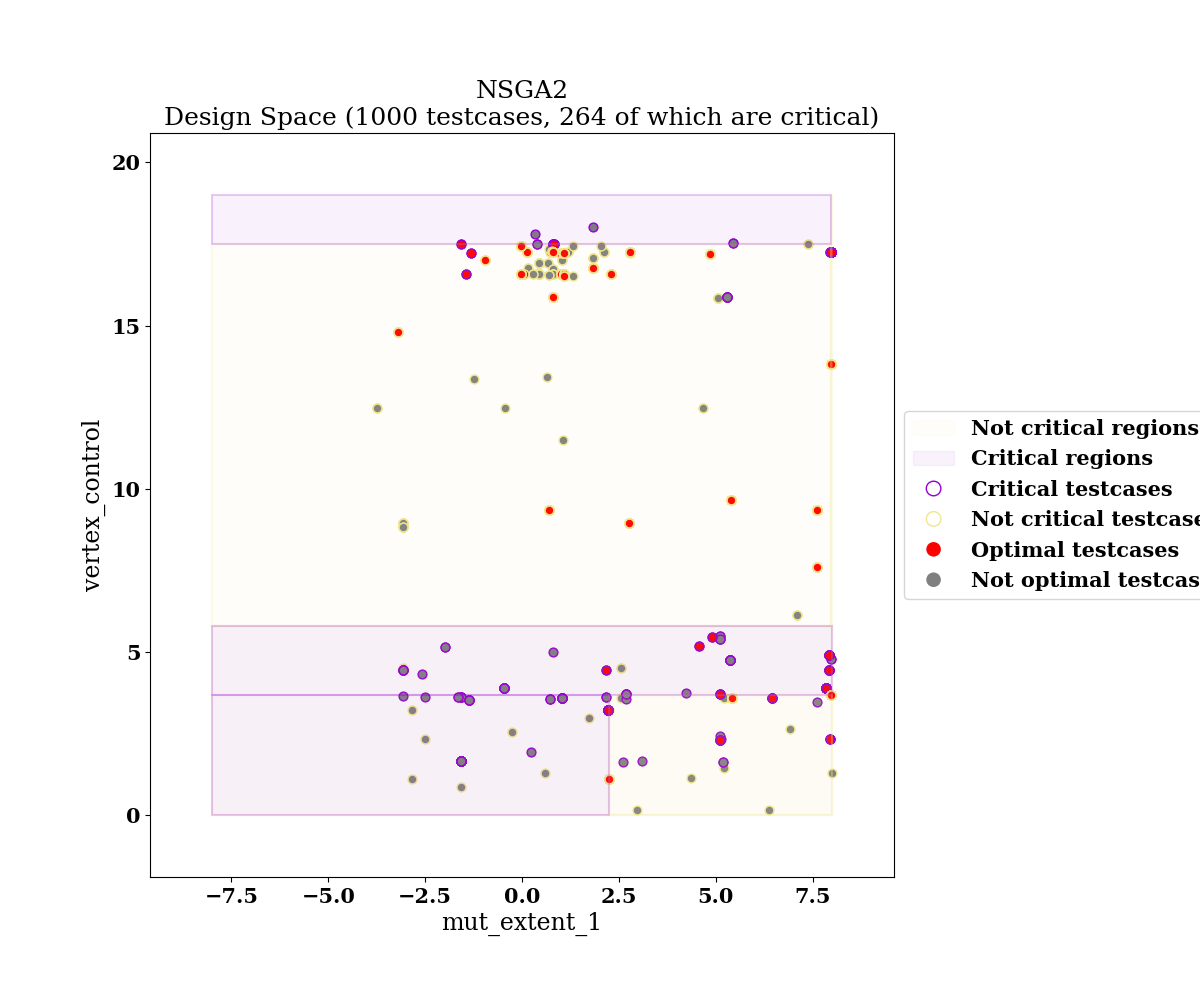 NSGA2
Design Space (1000 testcases, 264 of which are critical)
20
15
10
5
0
vertex_control
−7.5
−5.0
−2.5
0.0
2.5
5.0
7.5
mut_extent_1
Not critical regions
Critical regions
Critical testcases
Not critical testcase
Optimal testcases
Not optimal testcas